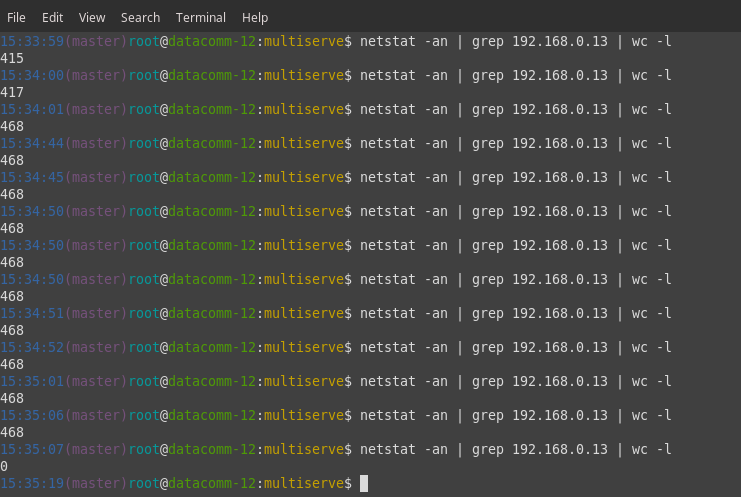 File Edit View Search Terminal Help
15:33:59(master)root@datacomm-12:multiserve$ netstat -an | grep 192.168.0.13 | wc -l
415
15:34:00(master)root@datacomm-12:multiserve$ netstat -an | grep 192.168.0.13 | wc -l
417
15:34:01(master)root@datacomm-12:multiserve$ netstat -an | grep 192.168.0.13 | wc -l
468
15:34:44(master)root@datacomm-12:multiserve$ netstat -an | grep 192.168.0.13 | wc -l
468
15:34:45(master)root@datacomm-12:multiserve$ netstat -an | grep 192.168.0.13 | wc -l
468
15:34:50(master)root@datacomm-12:multiserve$ netstat -an | grep 192.168.0.13 | wc -l
468
15:34:50(master)root@datacomm-12:multiserve$ netstat -an | grep 192.168.0.13 | wc -l
468
15:34:50(master)root@datacomm-12:multiserve$ netstat -an | grep 192.168.0.13 | wc -l
468
15:34:51(master)root@datacomm-12:multiserve$ netstat -an | grep 192.168.0.13 | wc -l
468
15:34:52(master)root@datacomm-12:multiserve$ netstat -an | grep 192.168.0.13 | wc -l
468
15:35:01(master)root@datacomm-12:multiserve$ netstat -an | grep 192.168.0.13 | wc -l
468
15:35:06(master)root@datacomm-12:multiserve$ netstat -an | grep 192.168.0.13 | wc -l
468
15:35:07(master)root@datacomm-12:multiserve$ netstat -an | grep 192.168.0.13 | wc -l
0
15:35:19(master)root@datacomm-12:multiserve$